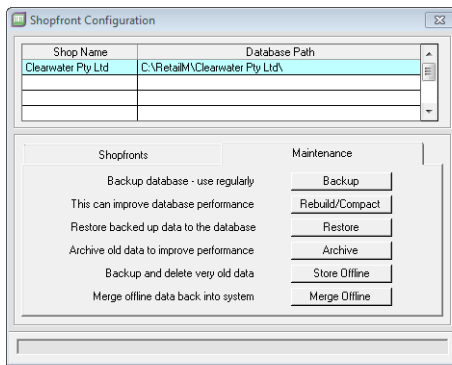 Shopfront Configuration
Shop Name Database Path
Clearwater Pty Ltd C:\RetailM\Clearwater Pty Ltd\
Shopfronts Maintenance
Backup database - use regularly Backup
This can improve database performance Rebuild/Compact
Restore backed up data to the database Restore
Archive old data to improve performance Archive
Backup and delete very old data Store Offline
Merge offline data back into system Merge Offline